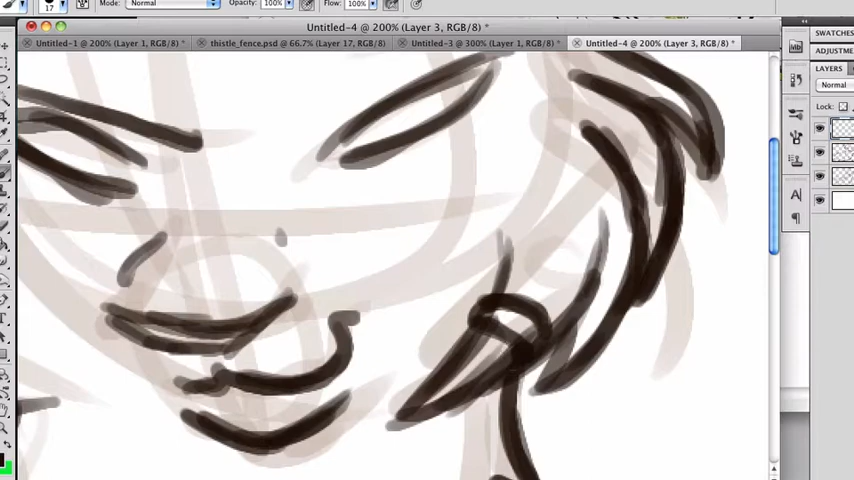 17
Mode: Normal
Opacity: 100%
Flow: 100%
Untitled-4 @ 200% (Layer 3, RGB/8) *
Untitled-1 @ 200% (Layer 1, RGB/8) *
thistle_fence.psd @ 66.7% (Layer 17, RGB/8)
Untitled-3 @ 300% (Layer 1, RGB/8) *
Untitled-4 @ 200% (Layer 3, RGB/8) *
SWATCHES
ADJUSTME
LAYERS
Normal
Lock: